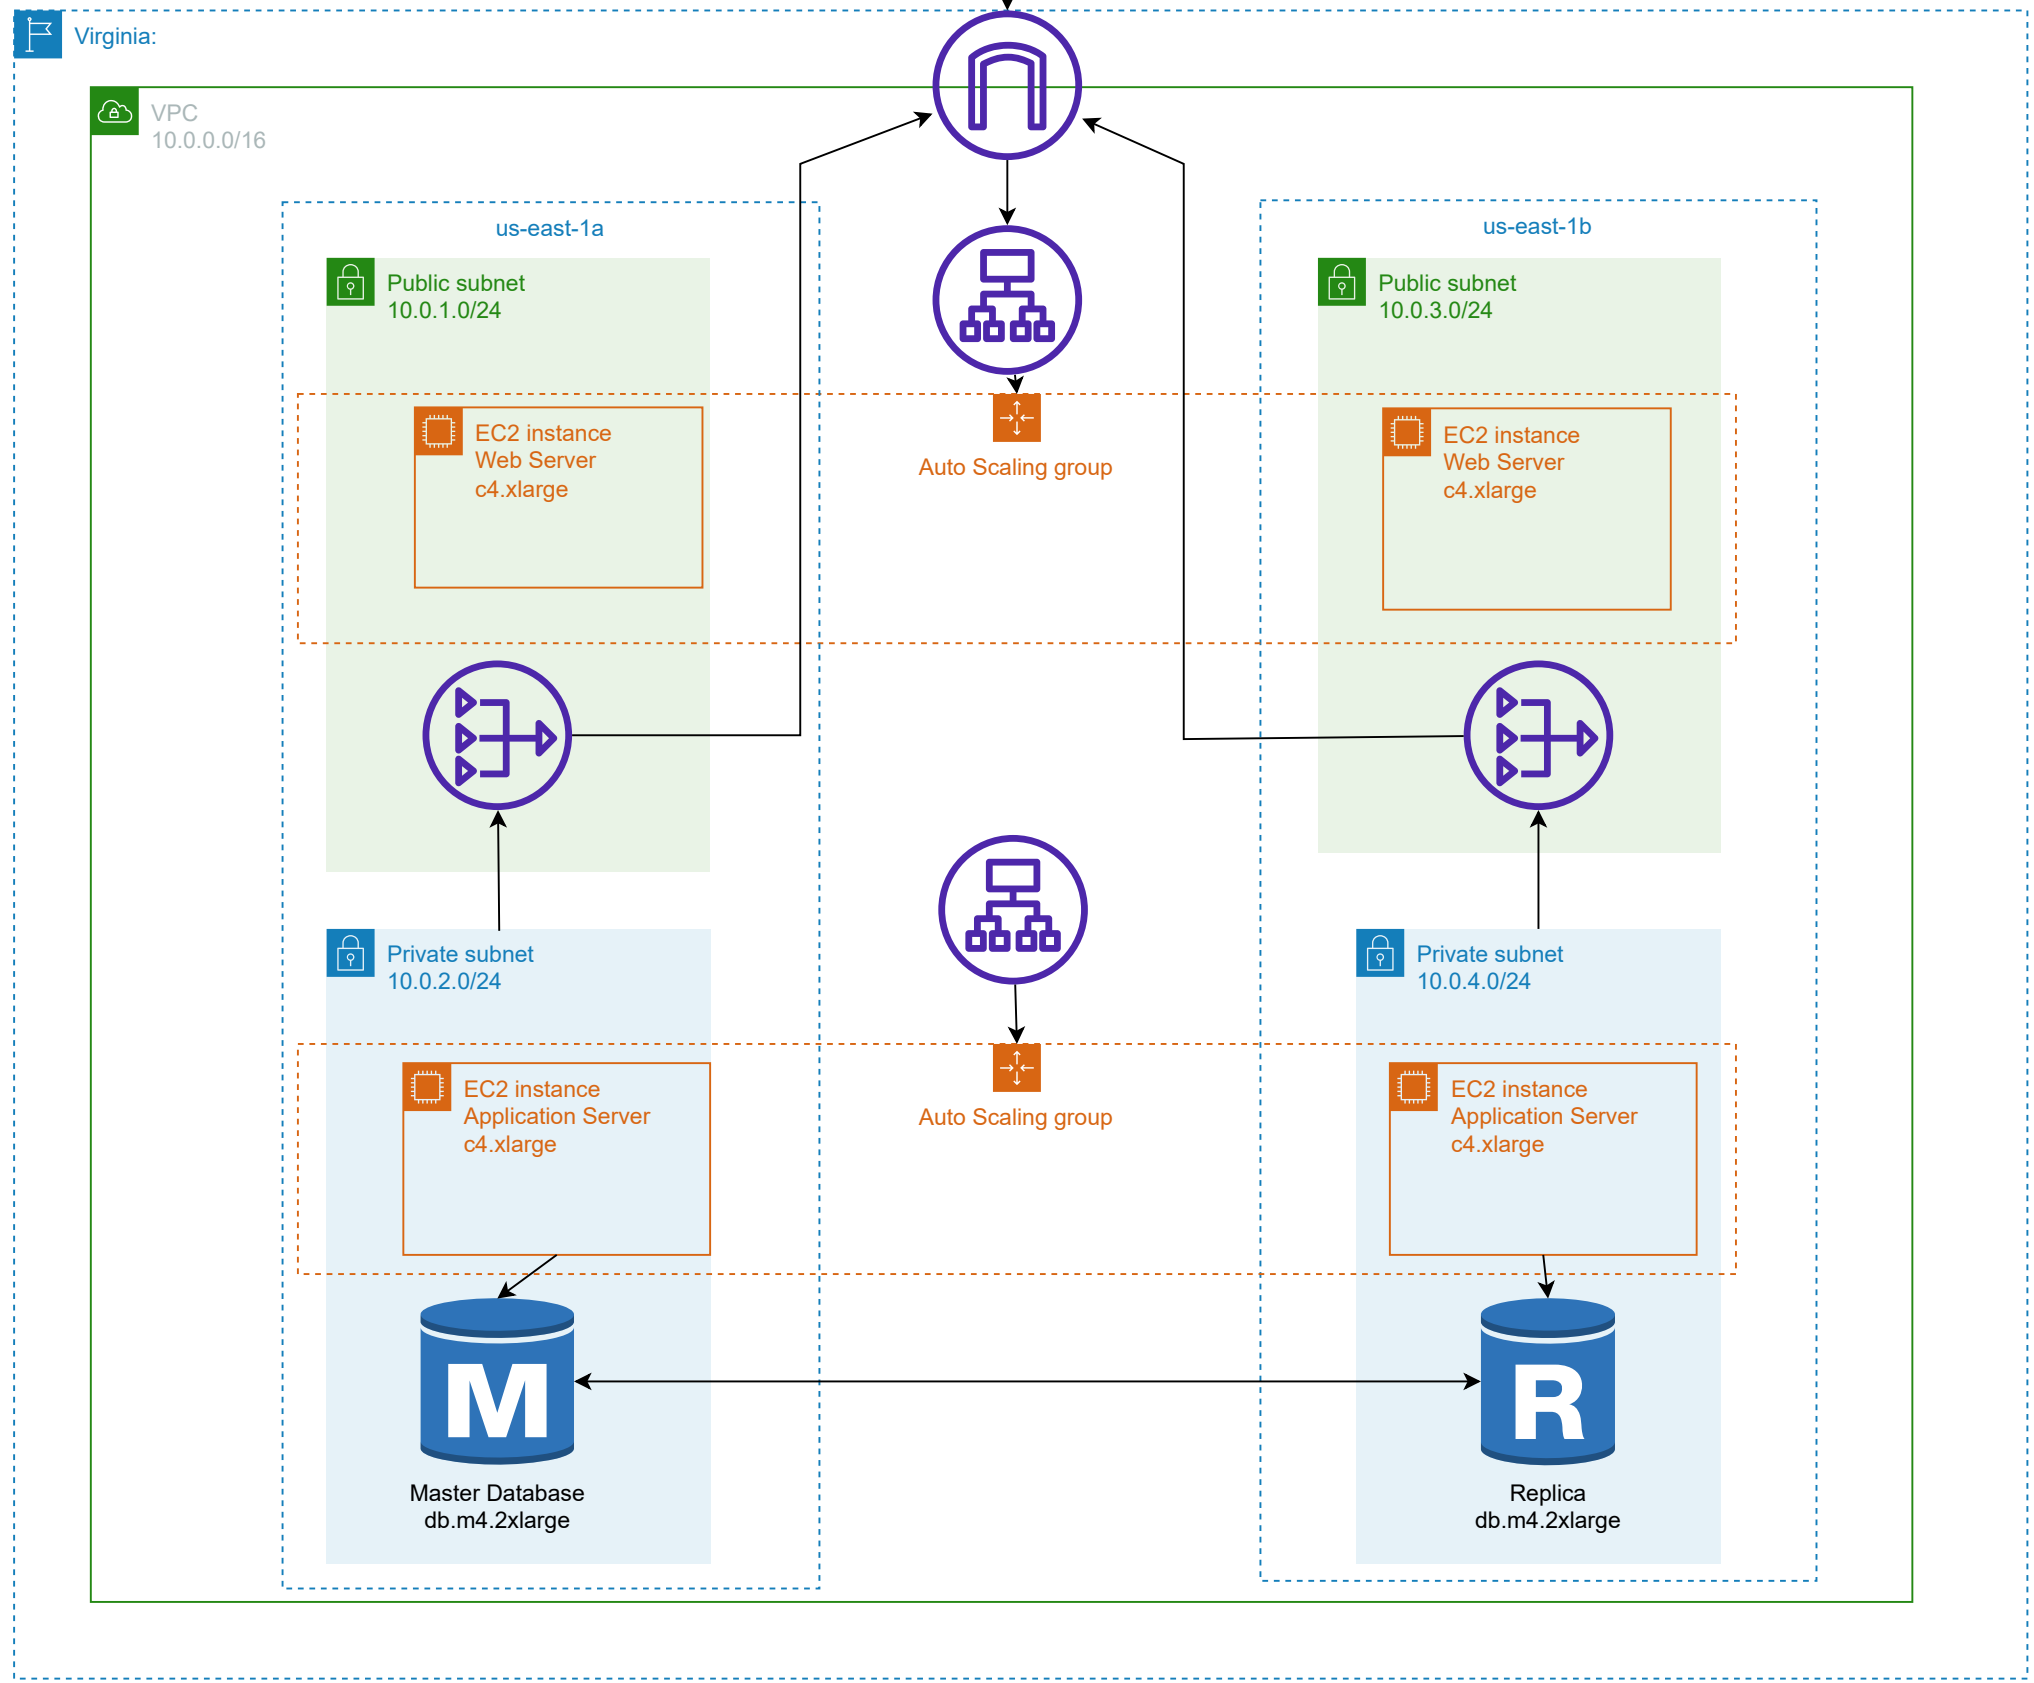 Virginia:
VPC
10.0.0.0/16
us-east-1a
us-east-1b
Public subnet
10.0.1.0/24
Public subnet
10.0.3.0/24
EC2 instance
Web Server
c4.xlarge
Auto Scaling group
EC2 instance
Web Server
c4.xlarge
Private subnet
10.0.2.0/24
Private subnet
10.0.4.0/24
EC2 instance
Application Server
c4.xlarge
Auto Scaling group
EC2 instance
Application Server
c4.xlarge
M
R
Master Database
db.m4.2xlarge
Replica
db.m4.2xlarge